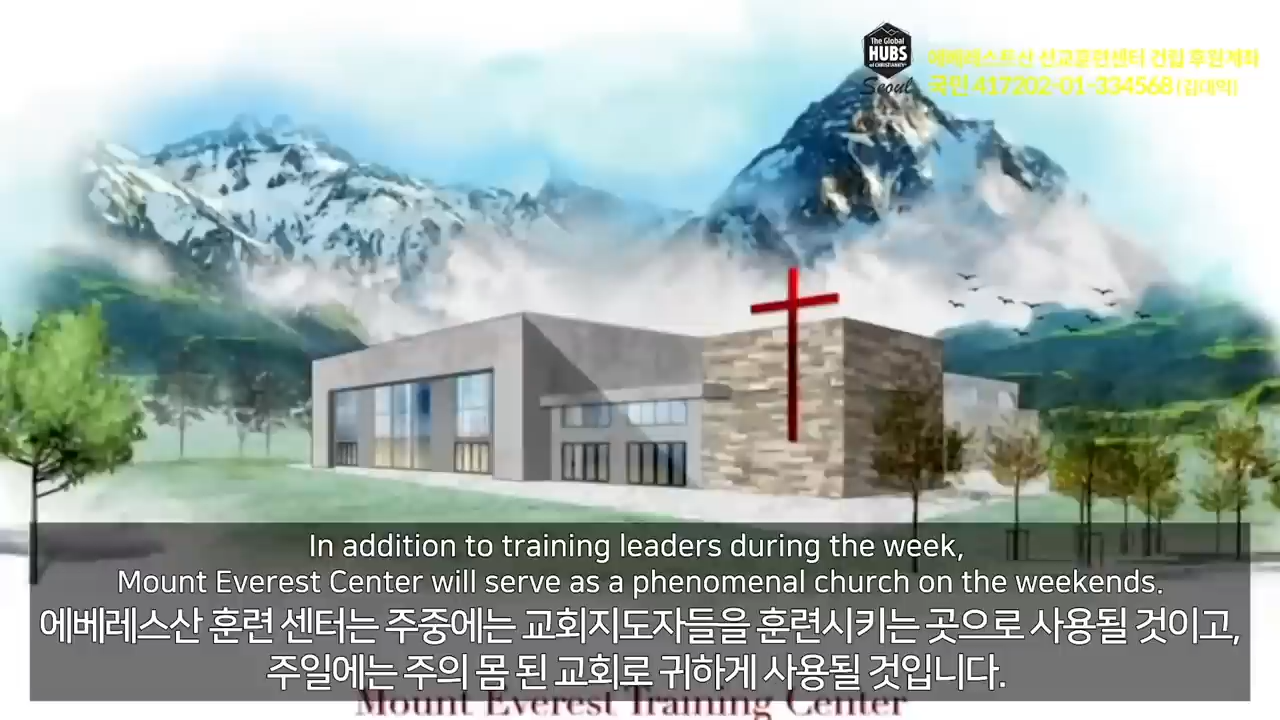 The Global
HUBS
of CHRISTIANITY
Seoul
에베레스트산 선교훈련센터 건립 후원계좌
국민 417202-01-334568 (김대억)
In addition to training leaders during the week,
Mount Everest Center will serve as a phenomenal church on the weekends.
에베레스산 훈련 센터는 주중에는 교회지도자들을 훈련시키는 곳으로 사용될 것이고,
주일에는 주의 몸 된 교회로 귀하게 사용될 것입니다.
Mount Everest Training Center